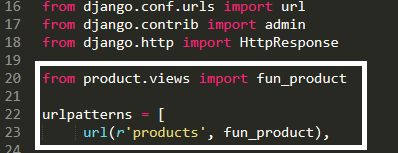 16 from django.conf.urls import url
17 from django.contrib import admin
18 from django.http import HttpResponse
19
20 from product.views import fun_product
21
22 urlpatterns = [
23 url(r'products', fun_product),
24